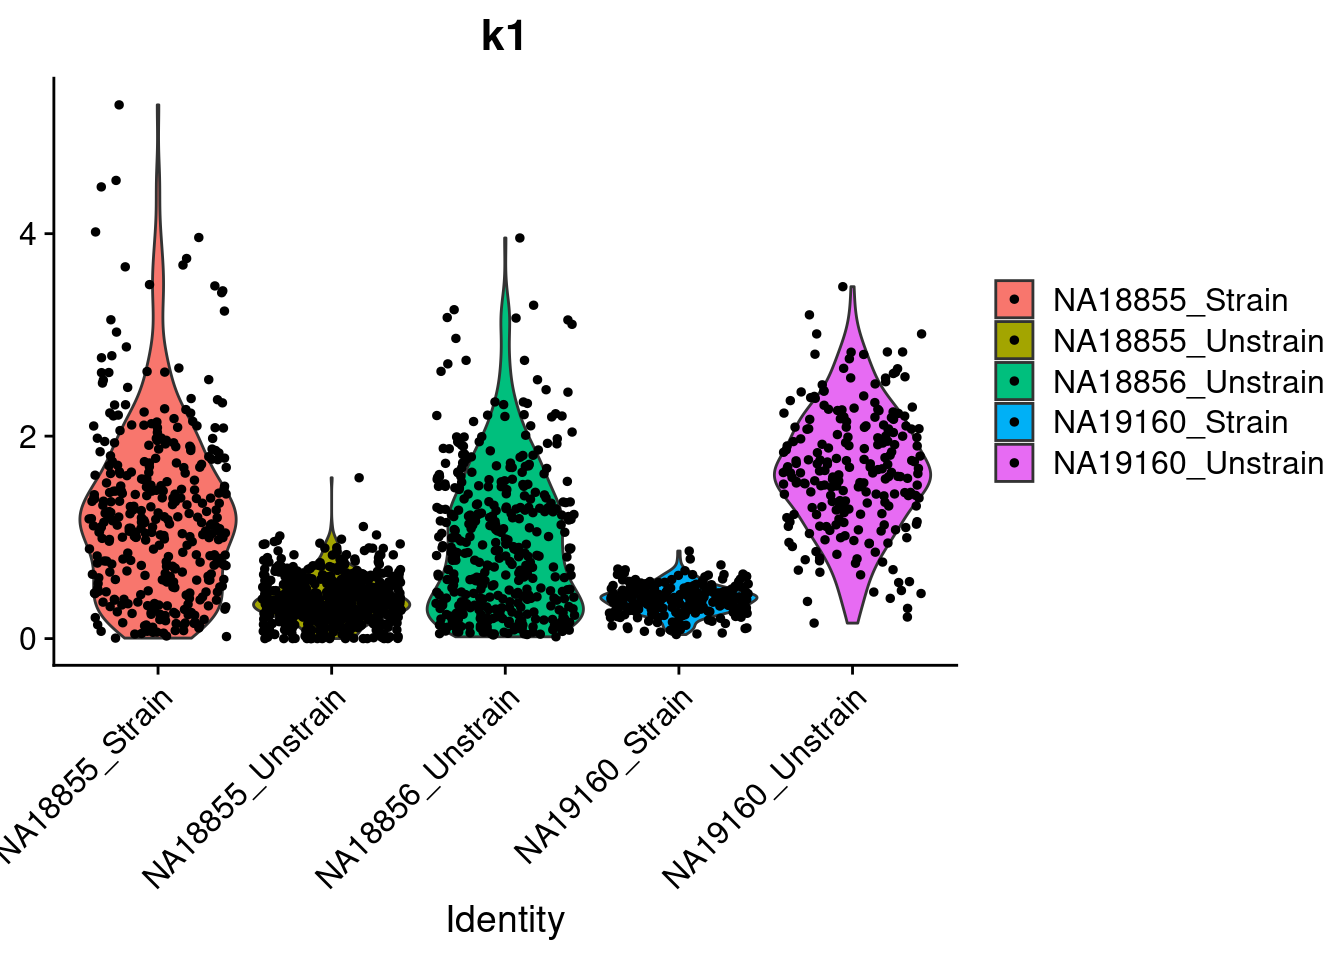 k1
4
2
0
NA18855_Strain
NA18855_Unstrain
NA18856_Unstrain
NA19160_Strain
NA19160_Unstrain
Identity
NA18855_Strain
NA18855_Unstrain
NA18856_Unstrain
NA19160_Strain
NA19160_Unstrain